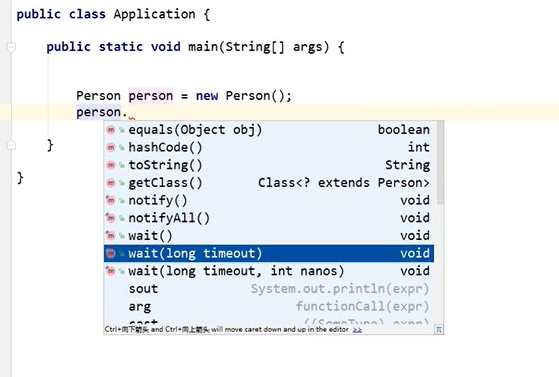 public class Application {
public static void main(String[] args) {
Person person = new Person();
person.
equals(Object obj) boolean
hashCode() int
toString() String
getClass() Class<? extends Person>
notify() void
notifyAll() void
wait() void
wait(long timeout) void
wait(long timeout, int nanos) void
sout System.out.println(expr)
arg functionCall(expr)
cast ((SomeType) expr)
Ctrl+向下箭头 and Ctrl+向上箭头 will move caret down and up in the editor >>
}
}